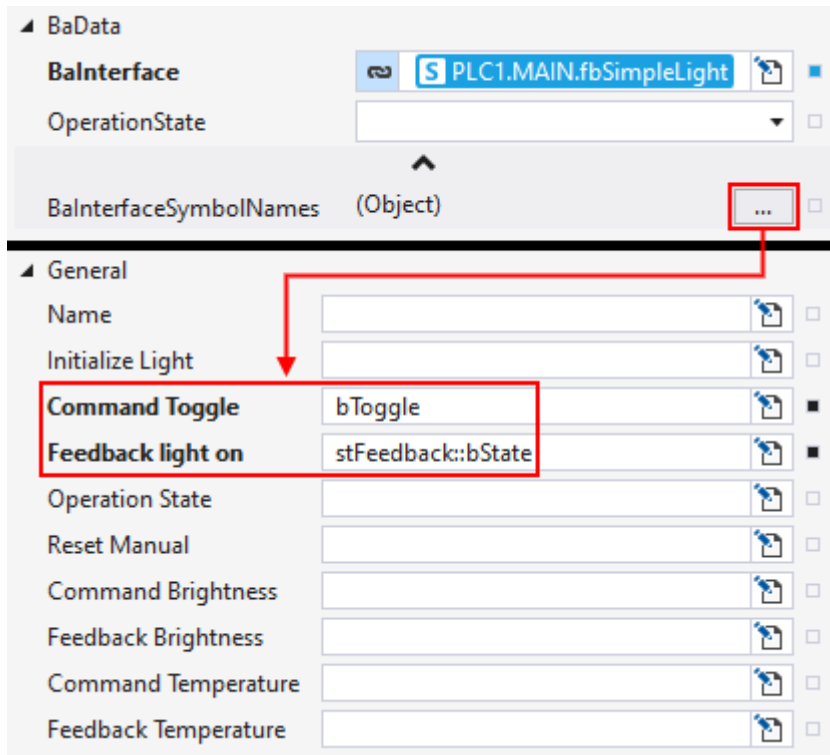 BaData
BaInterface S PLC1.MAIN.fbSimpleLight
OperationState
BaInterfaceSymbolNames (Object) ...
General
Name
Initialize Light
Command Toggle bToggle
Feedback light on stFeedback::bState
Operation State
Reset Manual
Command Brightness
Feedback Brightness
Command Temperature
Feedback Temperature